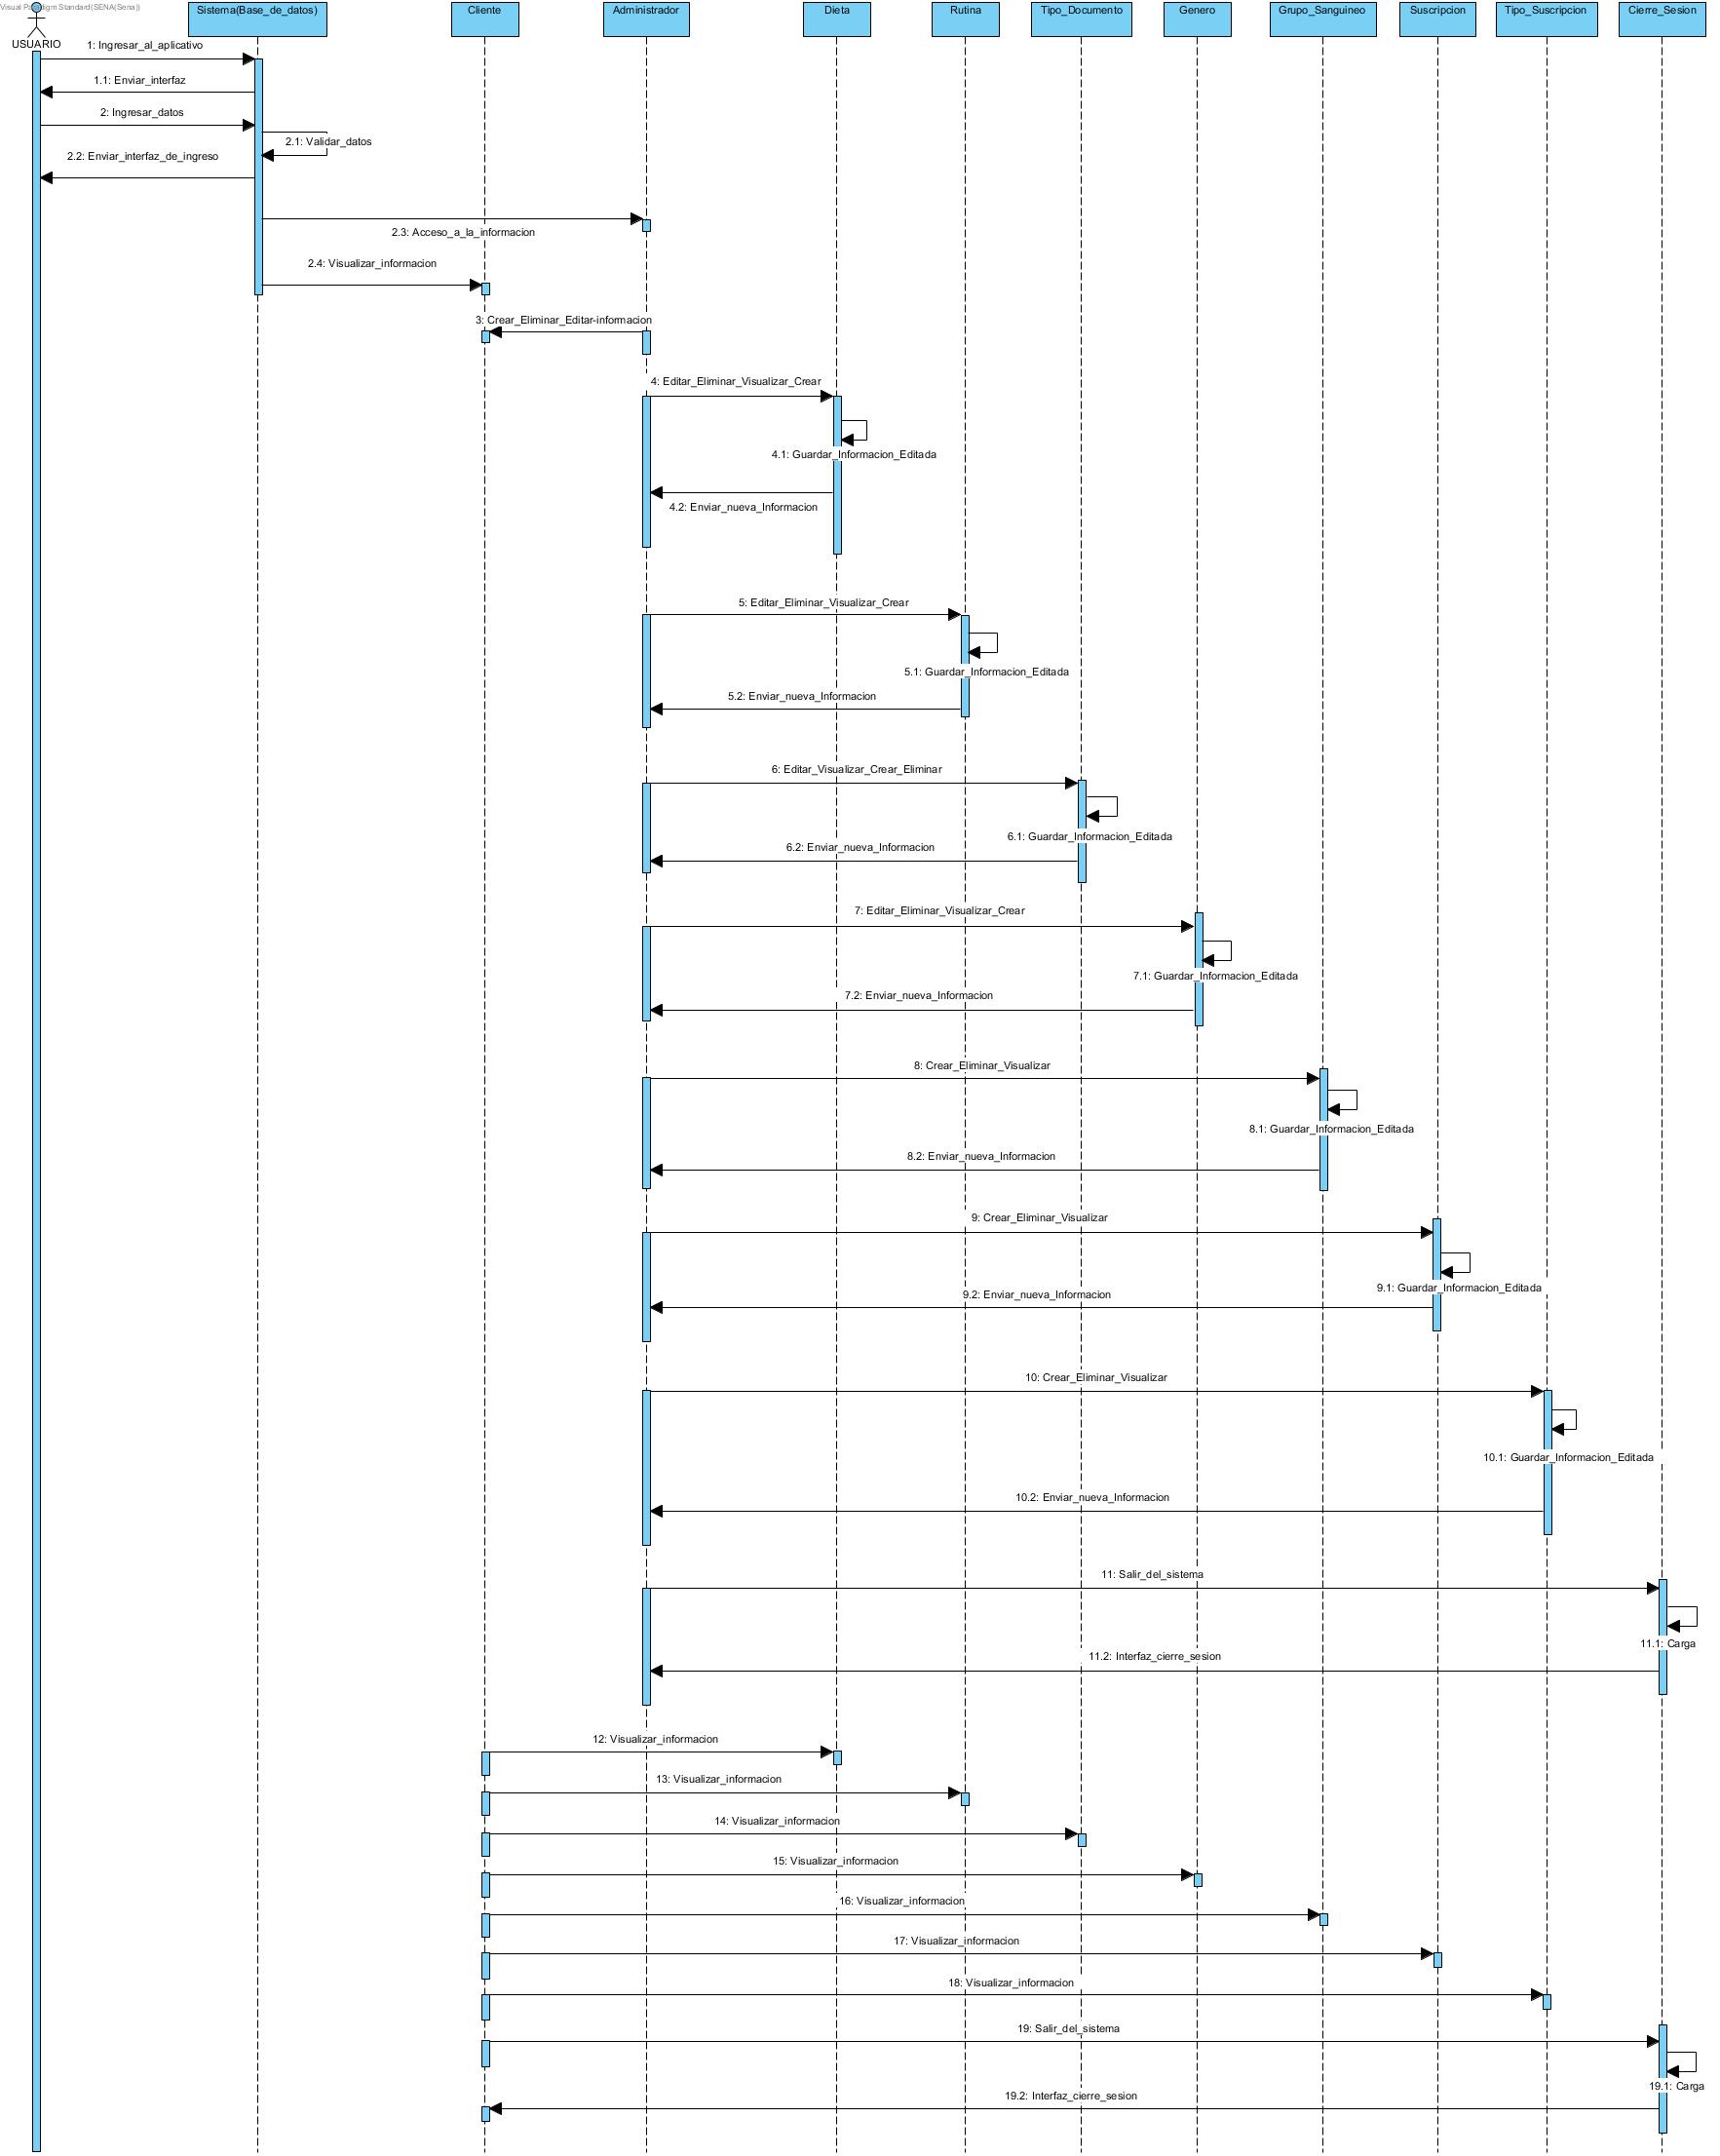 Visual Paradigm Standard(SENA(Sena))
USUARIO
Sistema(Base_de_datos)
Cliente
Administrador
Dieta
Rutina
Tipo_Documento
Genero
Grupo_Sanguineo
Suscripcion
Tipo_Suscripcion
Cierre_Sesion
1: Ingresar_al_aplicativo
1.1: Enviar_interfaz
2: Ingresar_datos
2.1: Validar_datos
2.2: Enviar_interfaz_de_ingreso
2.3: Acceso_a_la_informacion
2.4: Visualizar_informacion
3: Crear_Eliminar_Editar-informacion
4: Editar_Eliminar_Visualizar_Crear
4.1: Guardar_Informacion_Editada
4.2: Enviar_nueva_Informacion
5: Editar_Eliminar_Visualizar_Crear
5.1: Guardar_Informacion_Editada
5.2: Enviar_nueva_Informacion
6: Editar_Visualizar_Crear_Eliminar
6.1: Guardar_Informacion_Editada
6.2: Enviar_nueva_Informacion
7: Editar_Eliminar_Visualizar_Crear
7.1: Guardar_Informacion_Editada
7.2: Enviar_nueva_Informacion
8: Crear_Eliminar_Visualizar
8.1: Guardar_Informacion_Editada
8.2: Enviar_nueva_Informacion
9: Crear_Eliminar_Visualizar
9.1: Guardar_Informacion_Editada
9.2: Enviar_nueva_Informacion
10: Crear_Eliminar_Visualizar
10.1: Guardar_Informacion_Editada
10.2: Enviar_nueva_Informacion
11: Salir_del_sistema
11.1: Carga
11.2: Interfaz_cierre_sesion
12: Visualizar_informacion
13: Visualizar_informacion
14: Visualizar_informacion
15: Visualizar_informacion
16: Visualizar_informacion
17: Visualizar_informacion
18: Visualizar_informacion
19: Salir_del_sistema
19.1: Carga
19.2: Interfaz_cierre_sesion